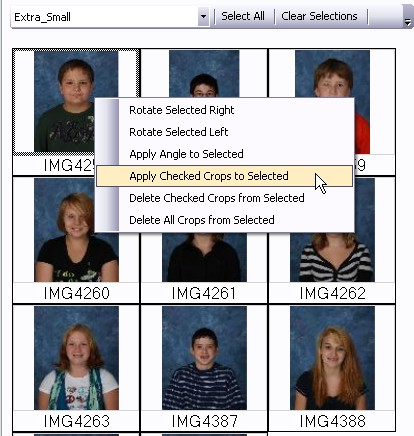 Extra_Small
Select All
Clear Selections
Rotate Selected Right
Rotate Selected Left
Apply Angle to Selected
Apply Checked Crops to Selected
Delete Checked Crops from Selected
Delete All Crops from Selected
IMG4260
IMG4261
IMG4262
IMG4263
IMG4387
IMG4388